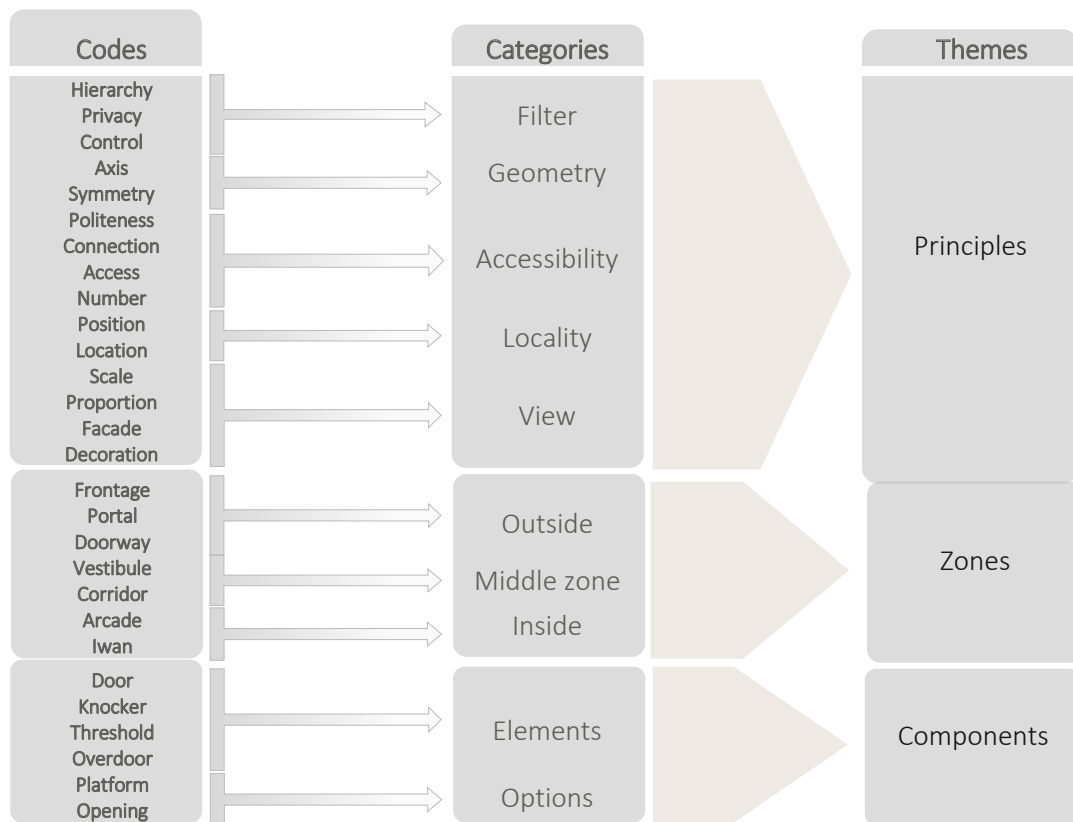 Codes
Hierarchy
Privacy
Control
Axis
Symmetry
Politeness
Connection
Access
Number
Position
Location
Scale
Proportion
Facade
Decoration
Frontage
Portal
Doorway
Vestibule
Corridor
Arcade
Iwan
Door
Knocker
Threshold
Overdoor
Platform
Opening
Categories
Filter
Geometry
Accessibility
Locality
View
Outside
Middle zone
Inside
Elements
Options
Themes
Principles
Zones
Components